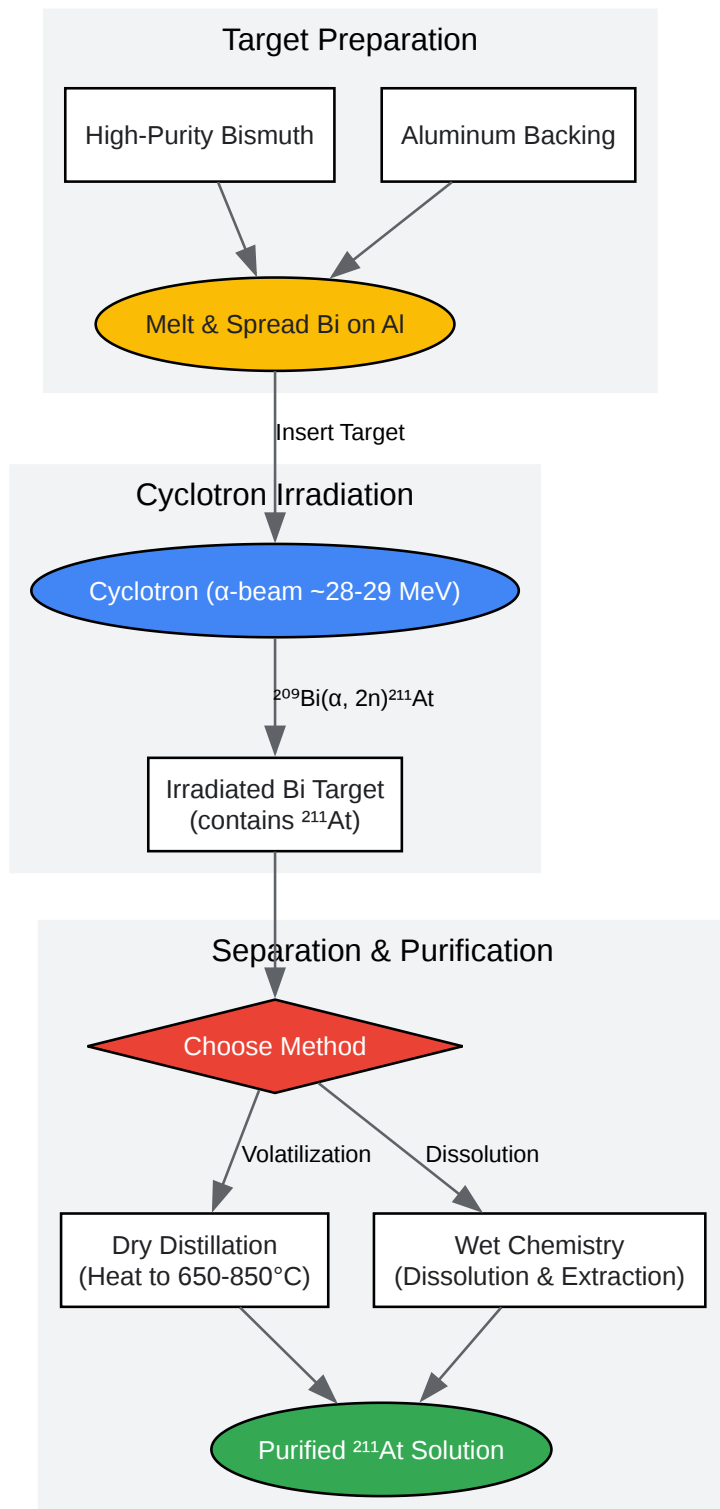 Target Preparation
High-Purity Bismuth
Aluminum Backing
Melt & Spread Bi on Al
Insert Target
Cyclotron Irradiation
Cyclotron (α-beam ~28-29 MeV)
²⁰⁹Bi(α, 2n)²¹¹At
Irradiated Bi Target
(contains ²¹¹At)
Separation & Purification
Choose Method
Volatilization
Dissolution
Dry Distillation
(Heat to 650-850°C)
Wet Chemistry
(Dissolution & Extraction)
Purified ²¹¹At Solution